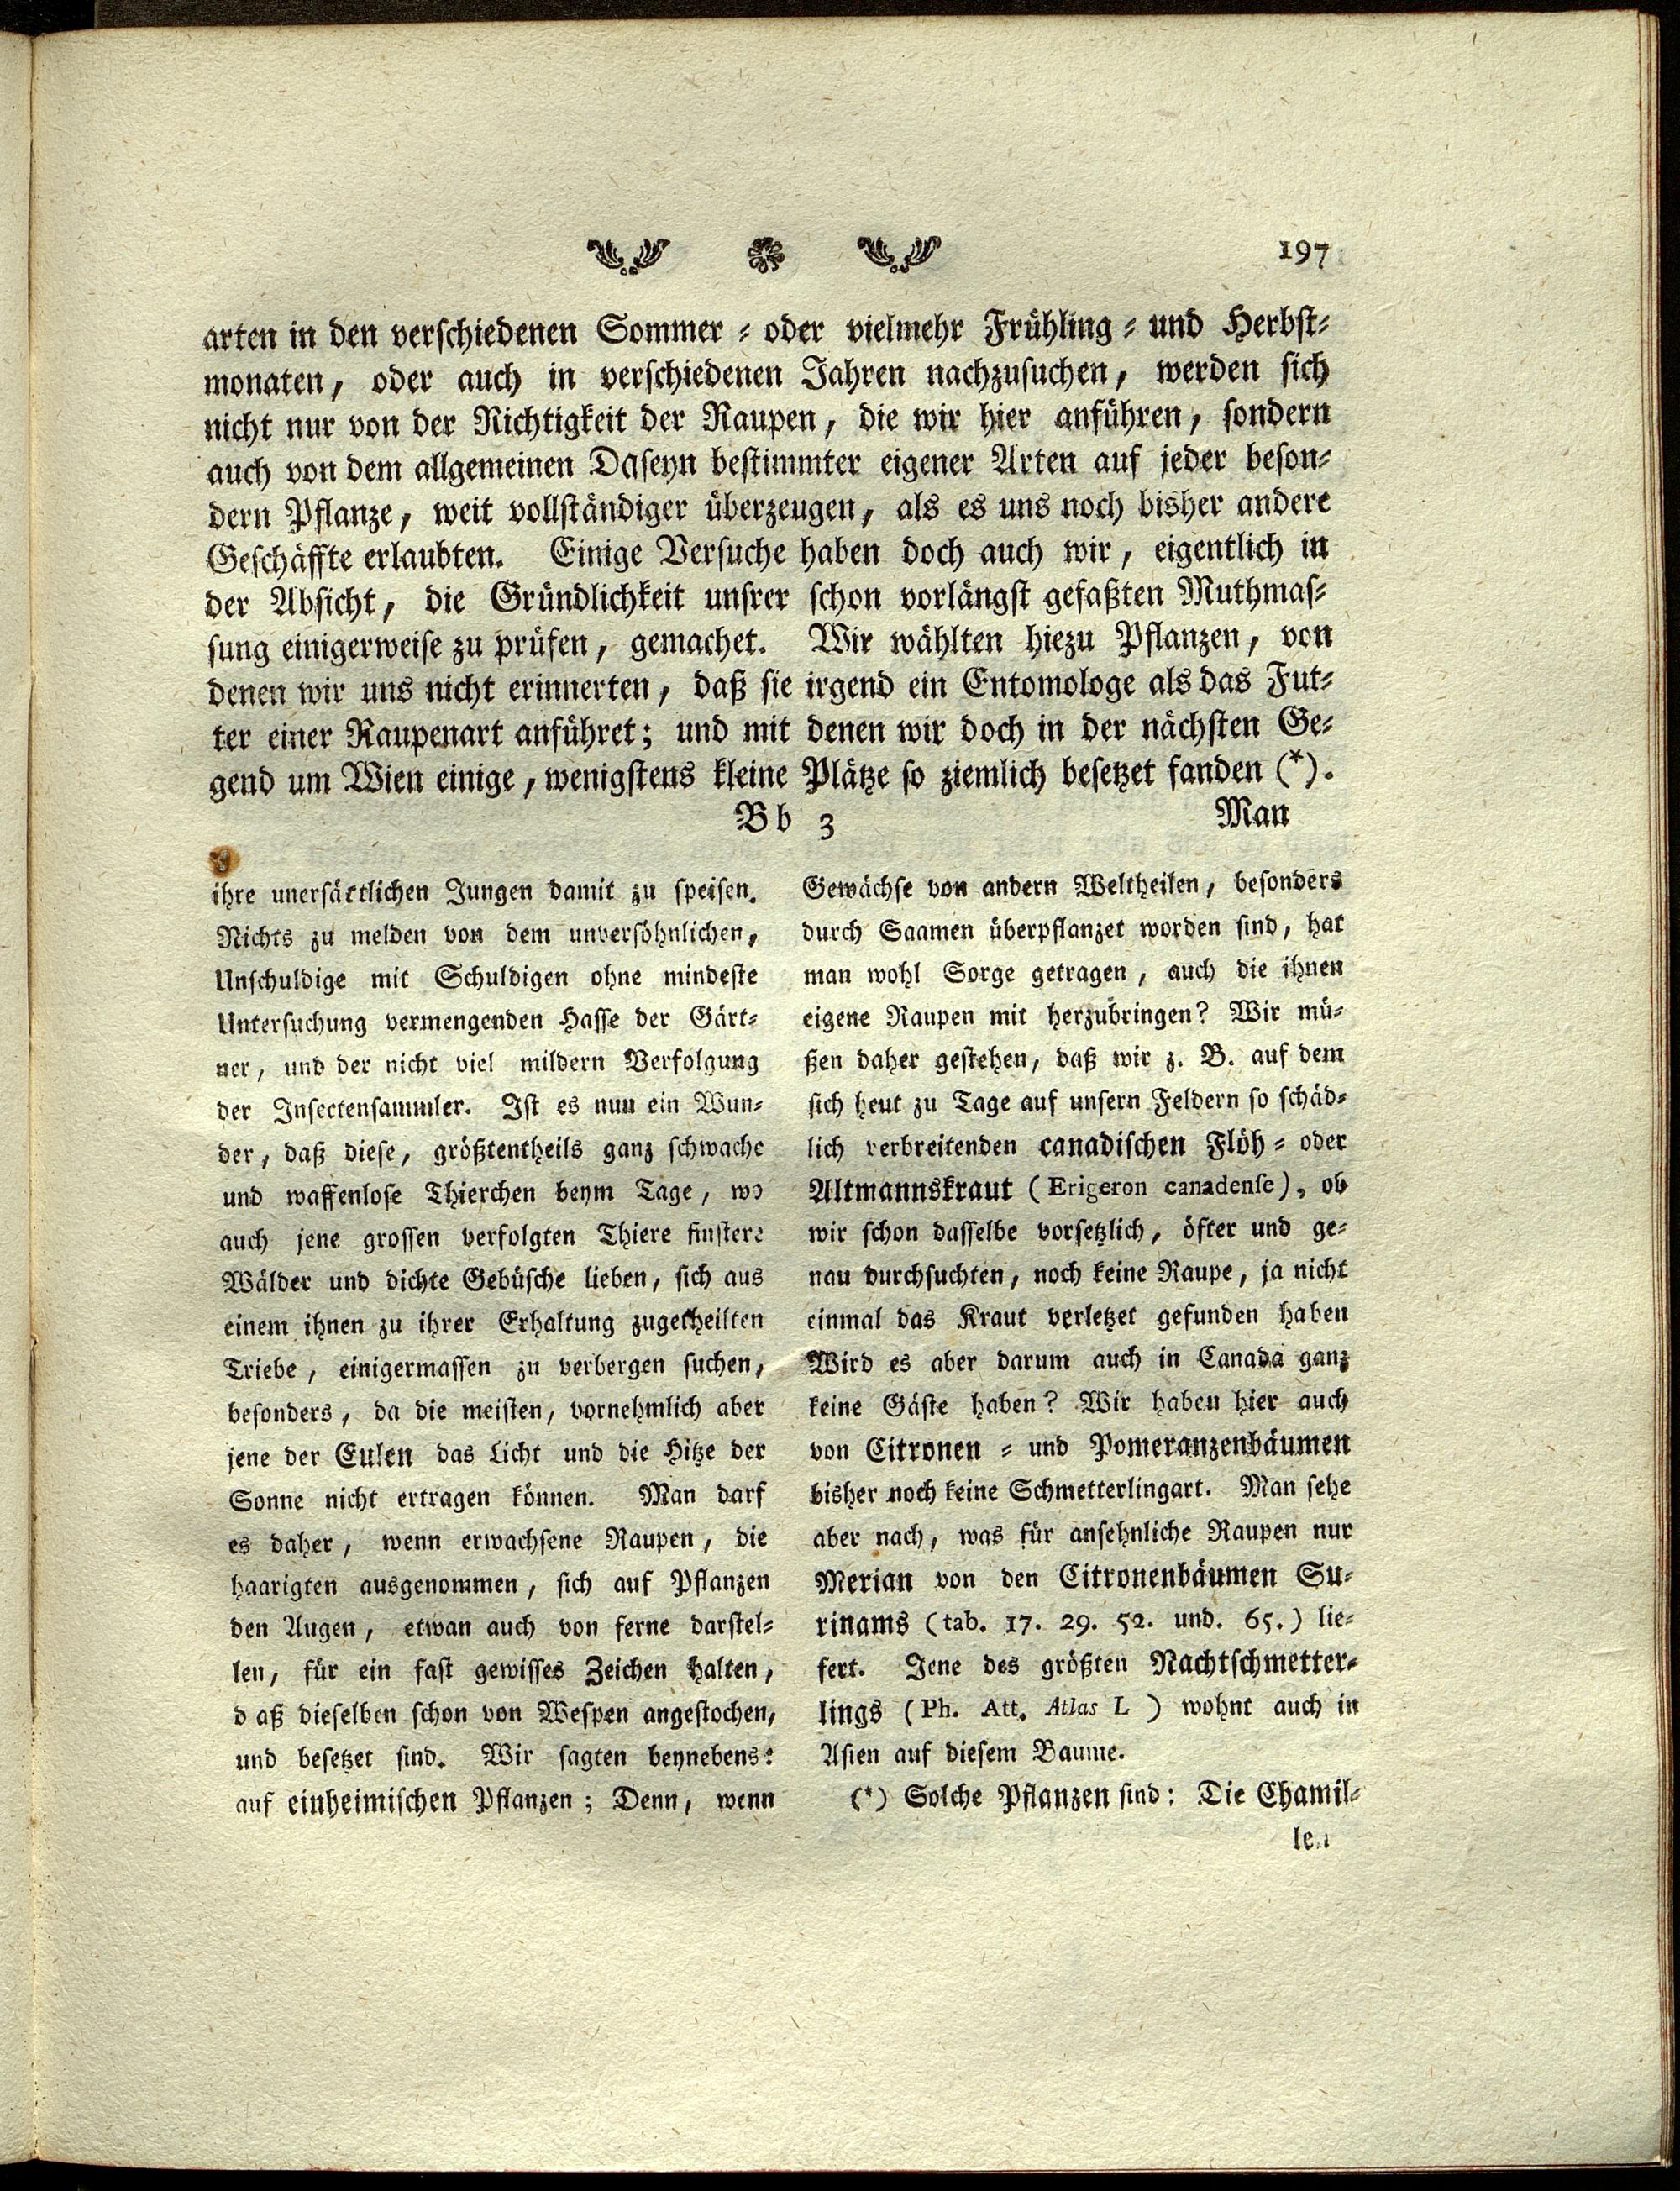 197
arten in den verschiedenen Sommer = oder vielmehr Frühling = und Herbst=
monaten, oder auch in verschiedenen Jahren nachzusuchen, werden sich
nicht nur von der Richtigkeit der Raupen, die wir hier anführen, sondern
auch von dem allgemeinen Daseyn bestimmter eigener Arten auf jeder beson=
dern Pflanze, weit vollständiger überzeugen, als es uns noch bisher andere
Geschäffte erlaubten. Einige Versuche haben doch auch wir, eigentlich in
der Absicht, die Gründlichkeit unsrer schon vorlängst gefaßten Muthmas=
sung einigerweise zu prüfen, gemachet. Wir wählten hiezu Pflanzen, von
denen wir uns nicht erinnerten, daß sie irgend ein Entomologe als das Fut=
ter einer Raupenart anführet; und mit denen wir doch in der nächsten Ge=
gend um Wien einige, wenigstens kleine Plätze so ziemlich besetzet fanden (*).
Bb 3 Man
ihre unersättlichen Jungen damit zu speisen.
Nichts zu melden von dem unversöhnlichen,
Unschuldige mit Schuldigen ohne mindeste
Untersuchung vermengenden Hasse der Gärt=
ner, und der nicht viel mildern Verfolgung
der Insectensammler. Ist es nun ein Wun=
der, daß diese, größtentheils ganz schwache
und waffenlose Thierchen beym Tage, wo
auch jene grossen verfolgten Thiere finstere
Wälder und dichte Gebüsche lieben, sich aus
einem ihnen zu ihrer Erhaltung zugetheilten
Triebe, einigermassen zu verbergen suchen,
besonders, da die meisten, vornehmlich aber
jene der Eulen das Licht und die Hitze der
Sonne nicht ertragen können. Man darf
es daher, wenn erwachsene Raupen, die
haarigten ausgenommen, sich auf Pflanzen
den Augen, etwan auch von ferne darstel=
len, für ein fast gewisses Zeichen halten,
d aß dieselben schon von Wespen angestochen,
und besetzet sind. Wir sagten beynebens:
auf einheimischen Pflanzen; Denn, wenn
Gewächse von andern Weltheilen, besonders
durch Saamen überpflanzet worden sind, hat
man wohl Sorge getragen, auch die ihnen
eigene Raupen mit herzubringen? Wir mü=
ßen daher gestehen, daß wir z. B. auf dem
sich heut zu Tage auf unsern Feldern so schäd=
lich verbreitenden canadischen Flöh = oder
Altmannskraut (Erigeron canadense), ob
wir schon dasselbe vorsetzlich, öfter und ge=
nau durchsuchten, noch keine Raupe, ja nicht
einmal das Kraut verletzet gefunden haben
Wird es aber darum auch in Canada ganz
keine Gäste haben? Wir haben hier auch
von Citronen = und Pomeranzenbäumen
bisher noch keine Schmetterlingart. Man sehe
aber nach, was für ansehnliche Raupen nur
Merian von den Citronenbäumen Su=
rinams (tab. 17. 29. 52. und. 65.) lie=
fert. Jene des größten Nachtschmetter=
lings (Ph. Att. Atlas L ) wohnt auch in
Asien auf diesem Baume.
(*) Solche Pflanzen sind: Die Chamil=
len